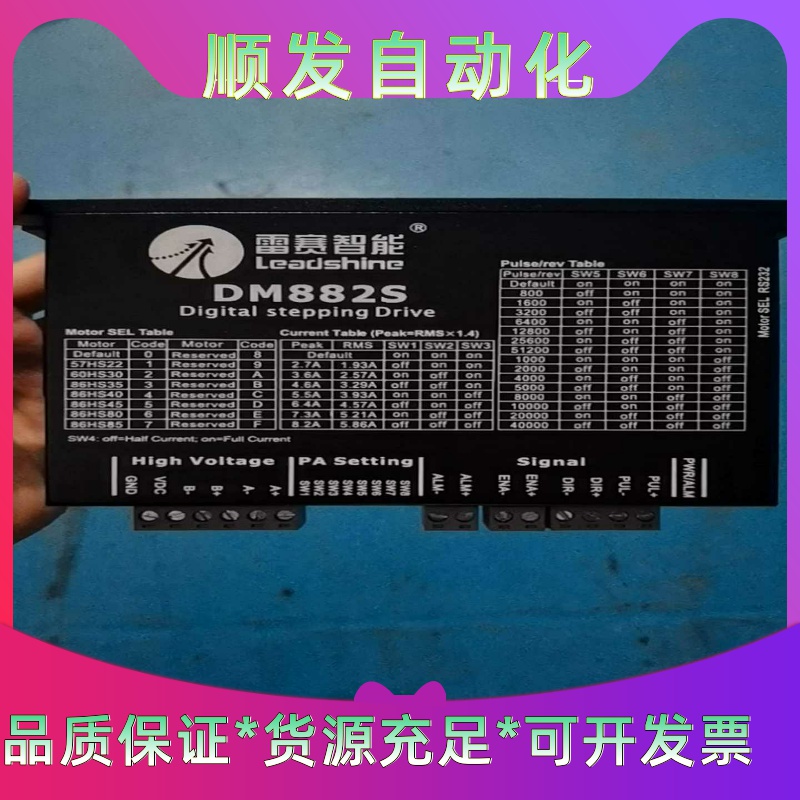 顺发自动化
雷赛智能®
Leadshine
DM882S
Digital stepping Drive
Motor SEL Table
Motor Code Motor Code
Default 0 Reserved 8
57HS22 1 Reserved 9
60HS30 2 Reserved A
86HS35 3 Reserved B
86HS40 4 Reserved C
86HS45 5 Reserved D
86HS80 6 Reserved E
86HS85 7 Reserved F
SW4: off=Half Current; on=Full Current
Current Table (Peak=RMS×1.4)
Peak RMS SW1 SW2 SW3
Default on on on
2.7A 1.93A off on on
3.6A 2.57A on off on
4.6A 3.29A off off on
5.5A 3.93A on on off
6.4A 4.57A off on off
7.3A 5.21A on off off
8.2A 5.86A off off off
Pulse/rev Table
Pulse/rev SW5 SW6 SW7 SW8
Default on on on on
800 off on on on
1600 on off on on
3200 off off on on
6400 on on off on
12800 off on off on
25600 on off off on
51200 off off off on
1000 on on on off
2000 off on on off
4000 on off on off
5000 off off on off
8000 on on off off
10000 off on off off
20000 on off off off
40000 off off off off
Motor SEL RS232
High Voltage PA Setting Signal
GND VDC B- B+ A- A+ SW1 SW2 SW3 SW4 SW5 SW6 SW7 SW8 ALM- ALM+ ENA- ENA+ DIR- DIR+ PUL- PUL+ PWR/ALM
品质保证*货源充足*可开发票